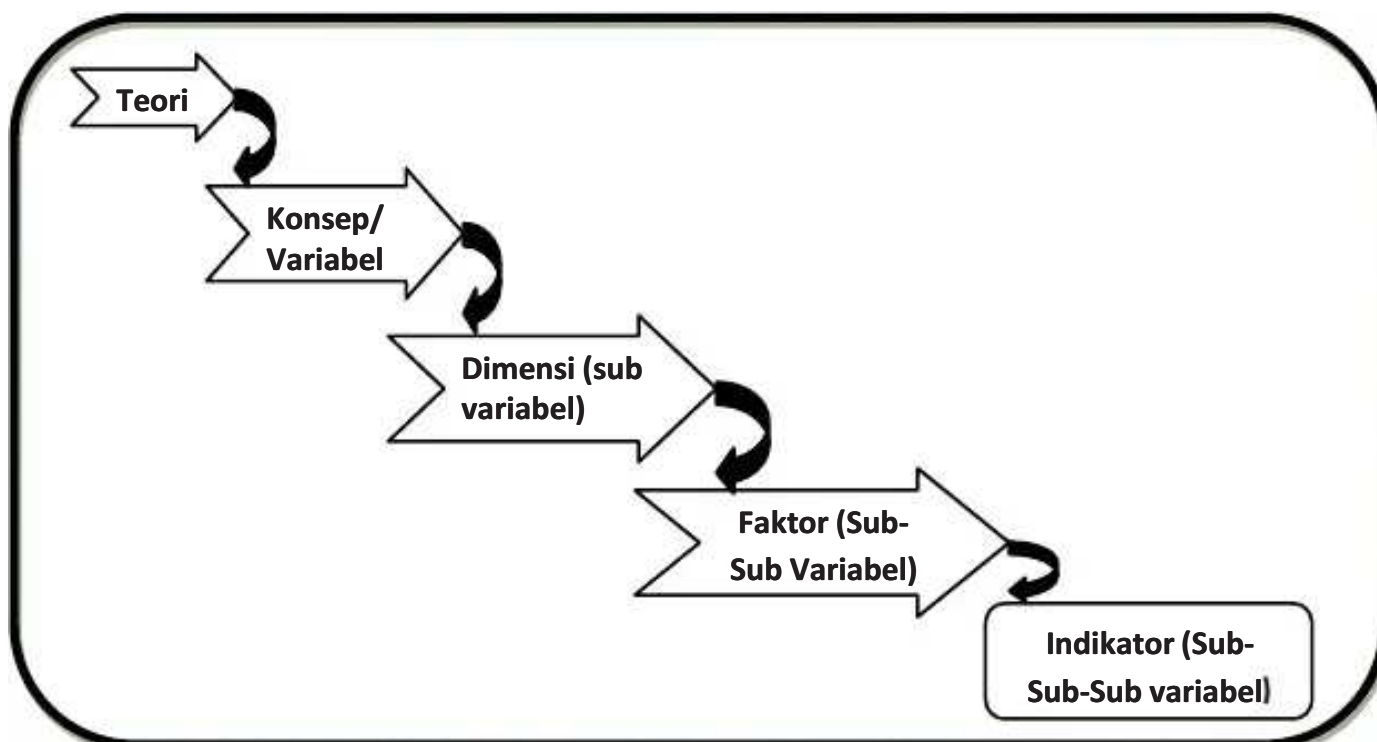 Teori
Konsep/
Variabel
Dimensi (sub
variabel)
Faktor (Sub-
Sub Variabel)
Indikator (Sub-
Sub-Sub variabel)